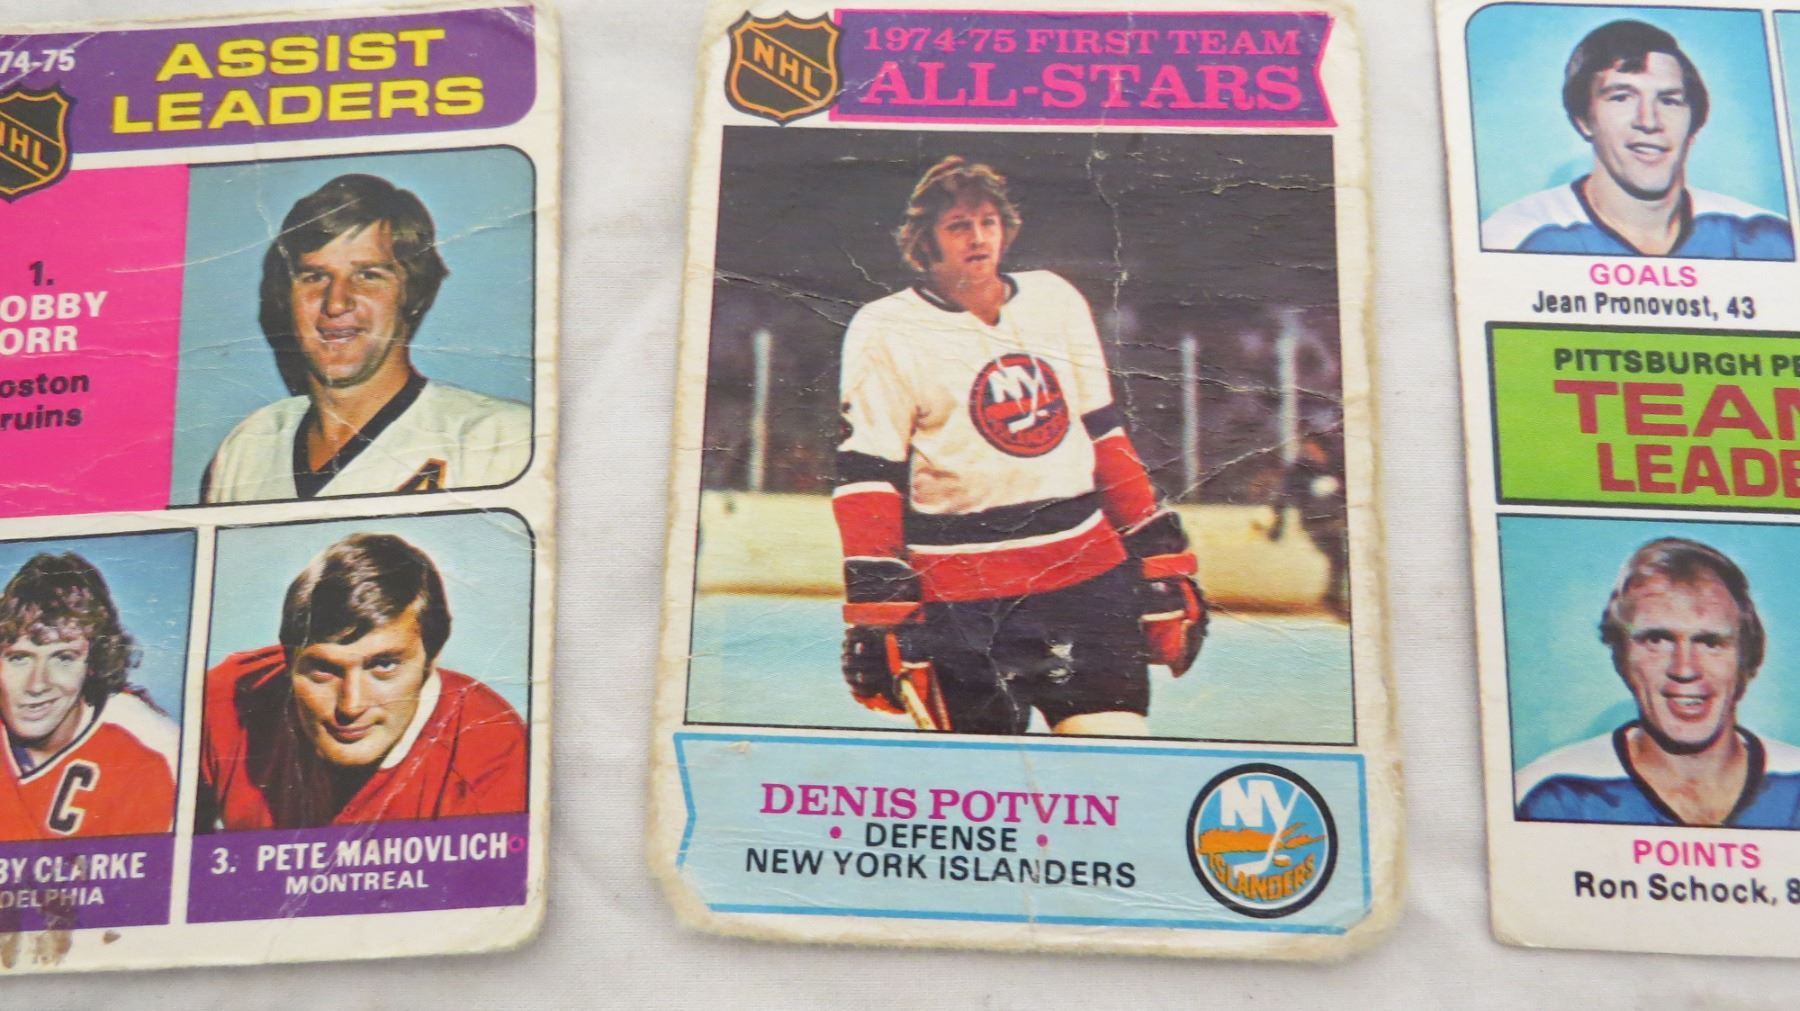 74-75
ASSIST
LEADERS
NHL
1.
OBBY
ORR
oston
ruins
A
C
BY CLARKE
DELPHIA
3. PETE MAHOVLICH
MONTREAL
NHL
1974-75 FIRST TEAM
ALL-STARS
NY
ISLANDERS
DENIS POTVIN
• DEFENSE •
NEW YORK ISLANDERS
NY
ISLANDERS
GOALS
Jean Pronovost, 43
PITTSBURGH PE
TEAM
LEADE
POINTS
Ron Schock, 8